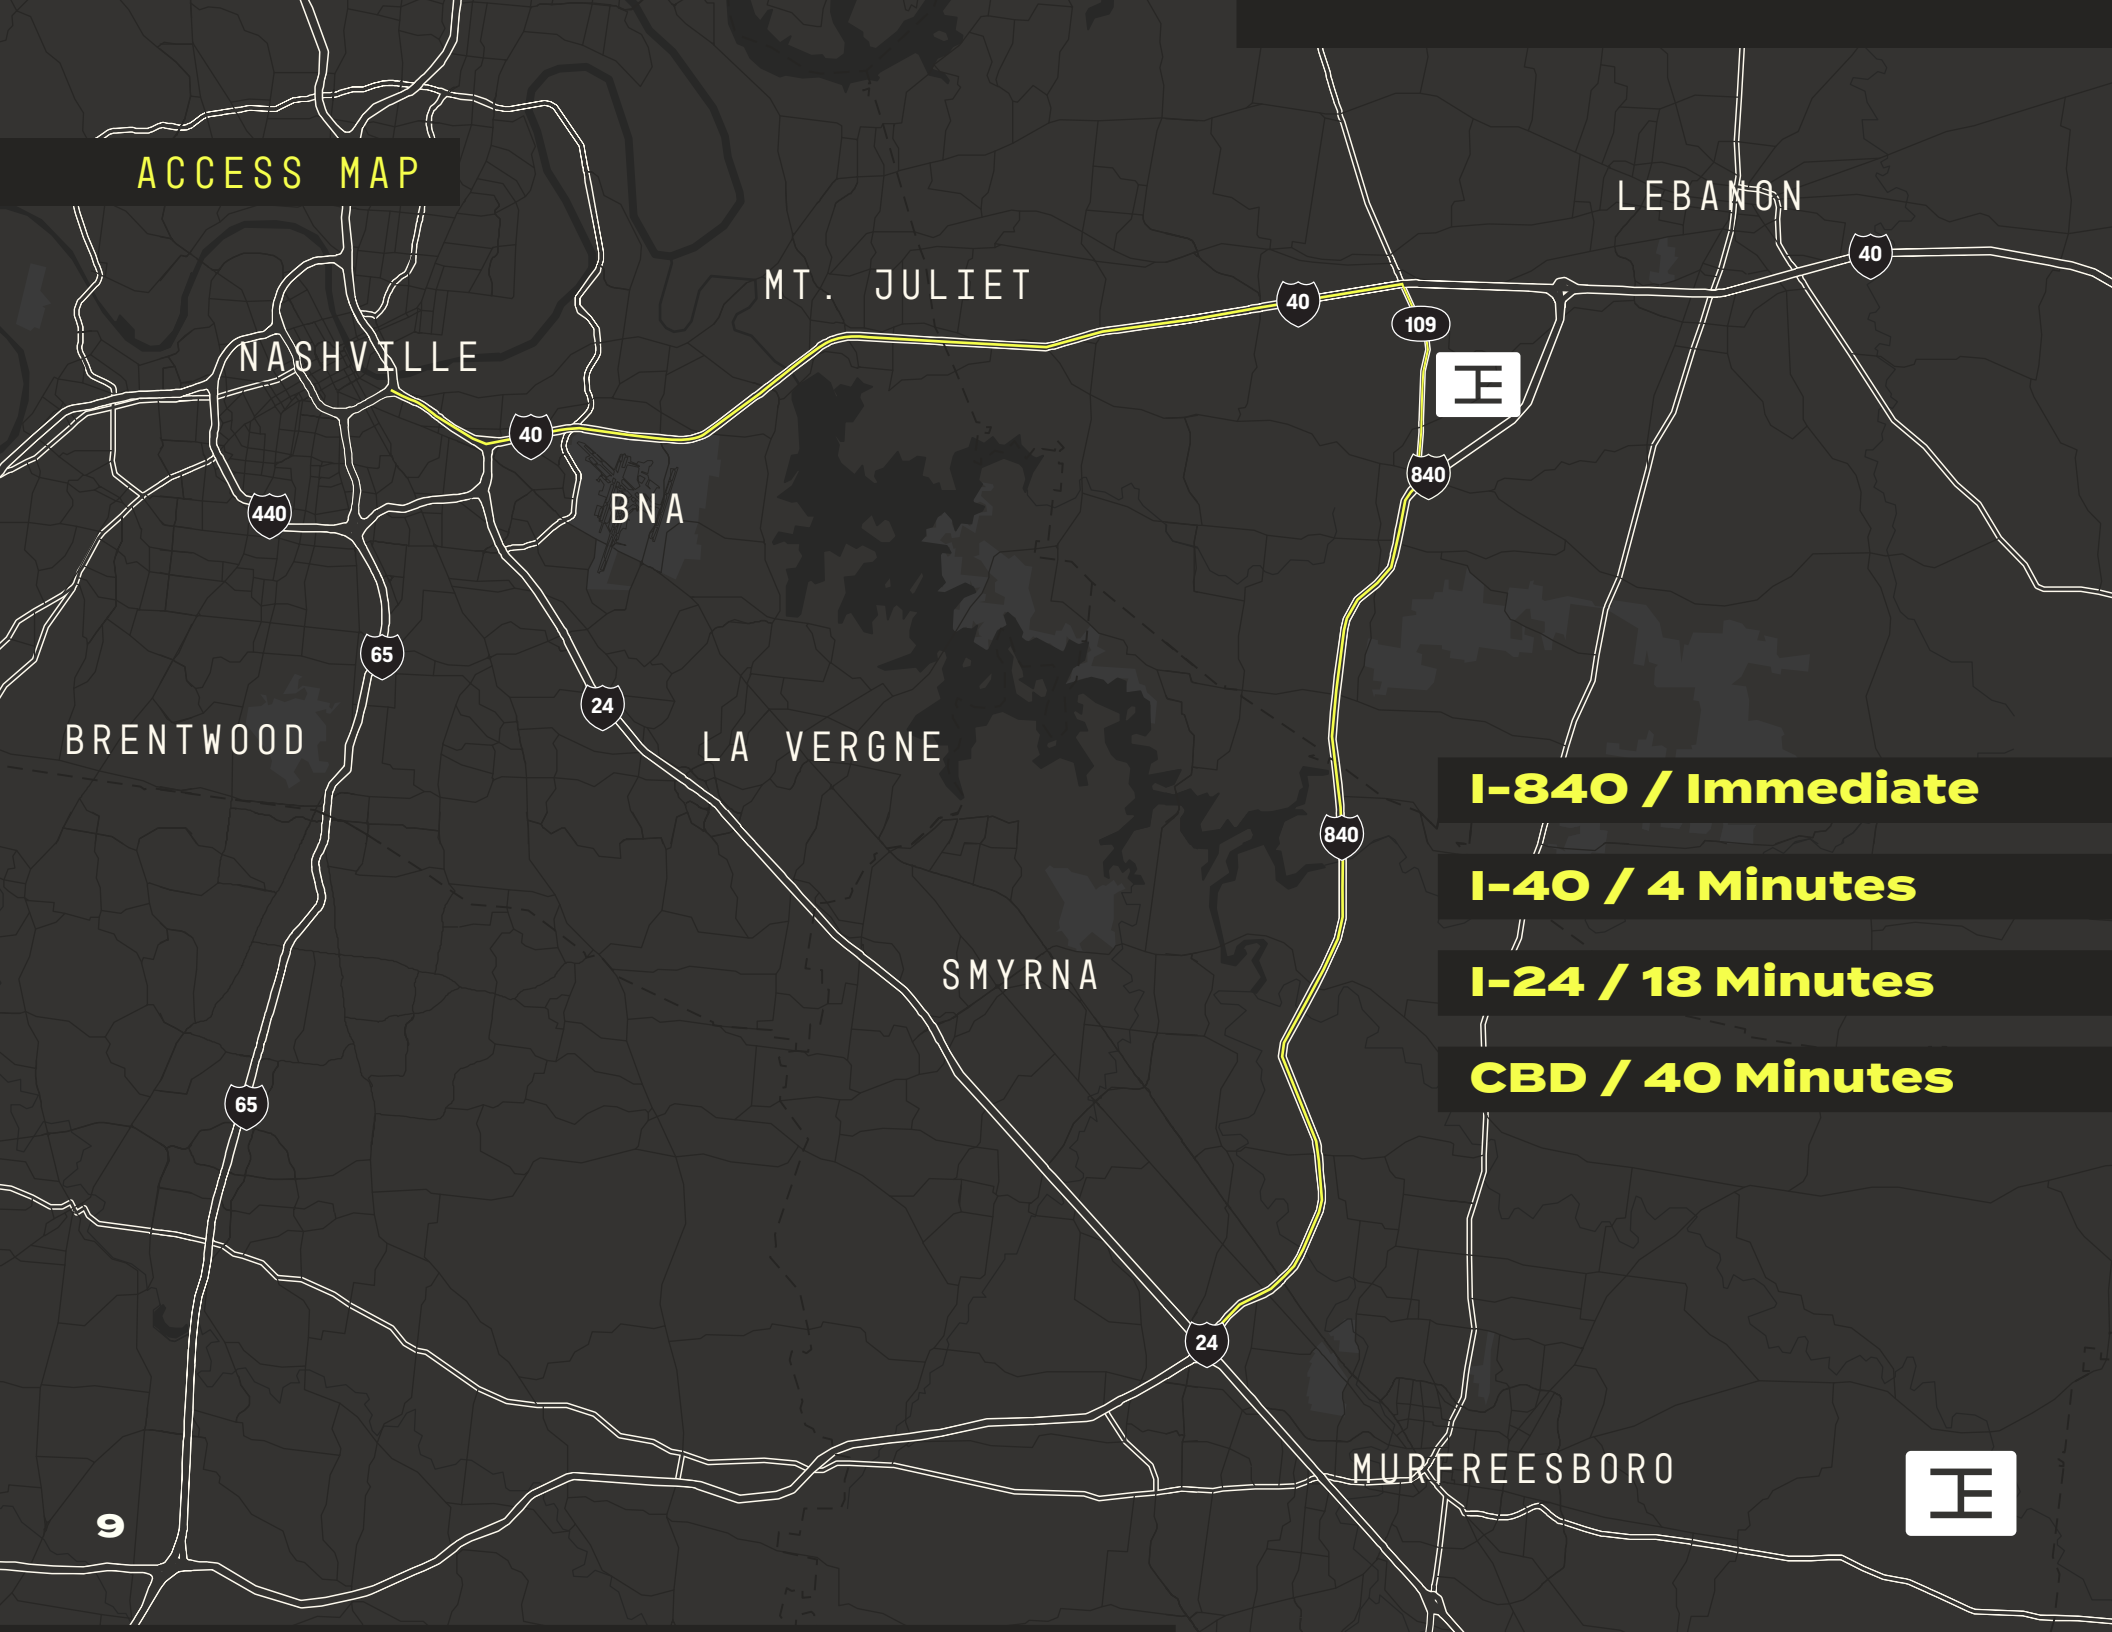 ACCESS MAP
LEBANON
40
MT. JULIET
40
109
NASHVILLE
40
840
BNA
440
65
24
BRENTWOOD
LA VERGNE
I-840 / Immediate
840
I-40 / 4 Minutes
SMYRNA
I-24 / 18 Minutes
CBD / 40 Minutes
65
24
MURFREESBORO
9